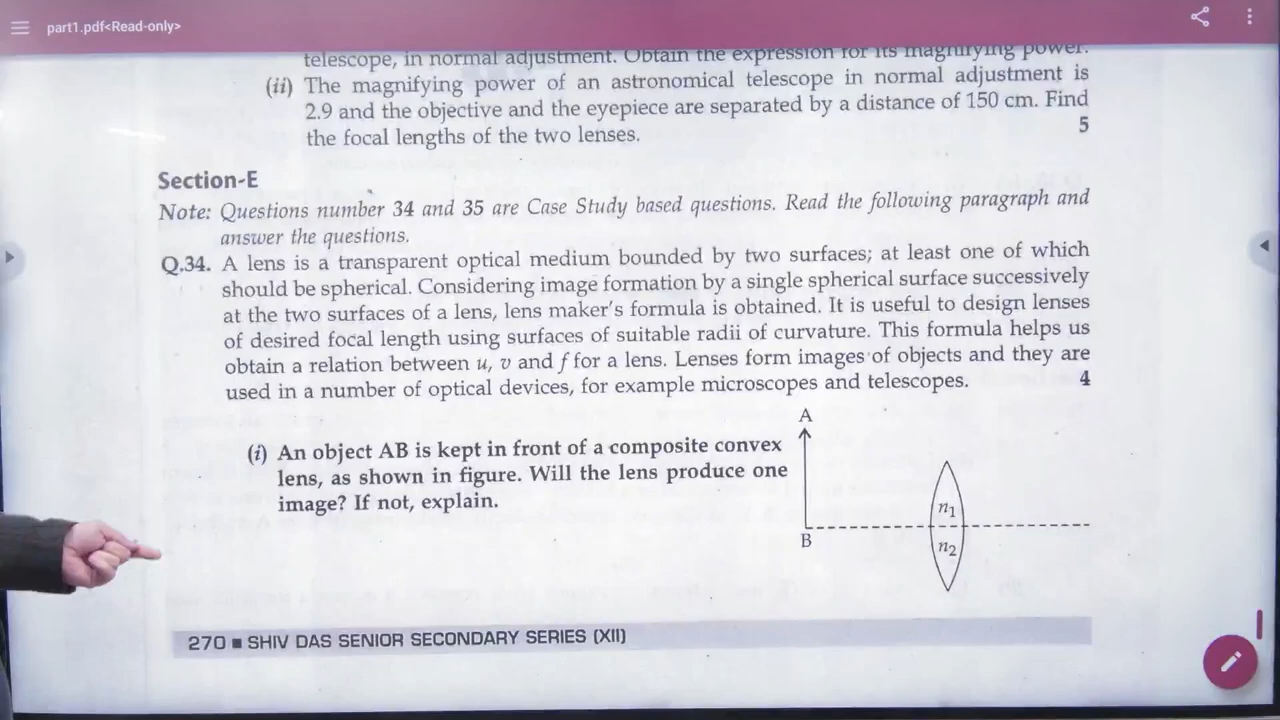 part1.pdf<Read-only>
telescope, in normal adjustment. Obtain the expression for its magnifying power.
(ii) The magnifying power of an astronomical telescope in normal adjustment is
2.9 and the objective and the eyepiece are separated by a distance of 150 cm. Find
the focal lengths of the two lenses. 5
Section-E
Note: Questions number 34 and 35 are Case Study based questions. Read the following paragraph and
answer the questions.
Q.34. A lens is a transparent optical medium bounded by two surfaces; at least one of which
should be spherical. Considering image formation by a single spherical surface successively
at the two surfaces of a lens, lens maker's formula is obtained. It is useful to design lenses
of desired focal length using surfaces of suitable radii of curvature. This formula helps us
obtain a relation between u, v and f for a lens. Lenses form images of objects and they are
used in a number of optical devices, for example microscopes and telescopes. 4
(i) An object AB is kept in front of a composite convex
lens, as shown in figure. Will the lens produce one
image? If not, explain.
A
n₁
B
n₂
270 ■ SHIV DAS SENIOR SECONDARY SERIES (XII)